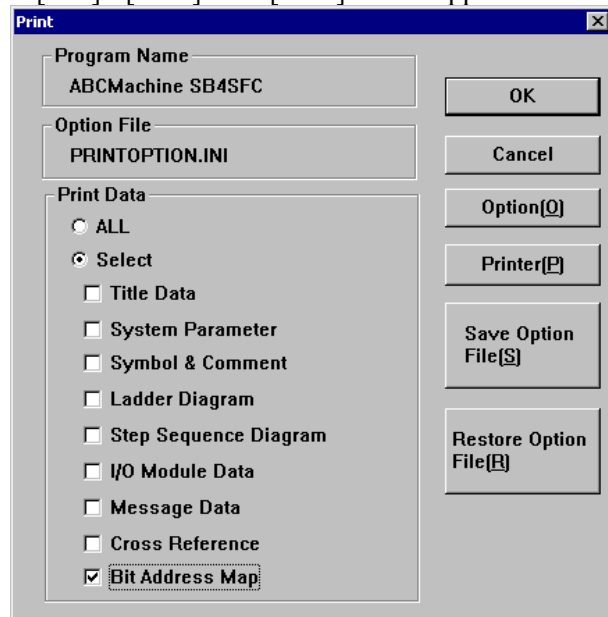 Print
Program Name
ABCMachine SB4SFC
Option File
PRINTOPTION.INI
Print Data
ALL
Select
Title Data
System Parameter
Symbol & Comment
Ladder Diagram
Step Sequence Diagram
I/O Module Data
Message Data
Cross Reference
Bit Address Map
OK
Cancel
Option(O)
Printer(P)
Save Option
File(S)
Restore Option
File(R)